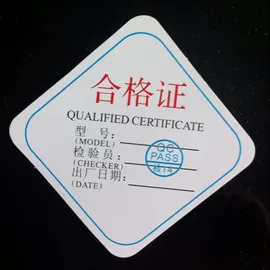 合格证
QUALIFIED CERTIFICATE
型 号:
(MODEL)
检验员:
(CHECKER)
出厂日期:
(DATE)
QC
PASS